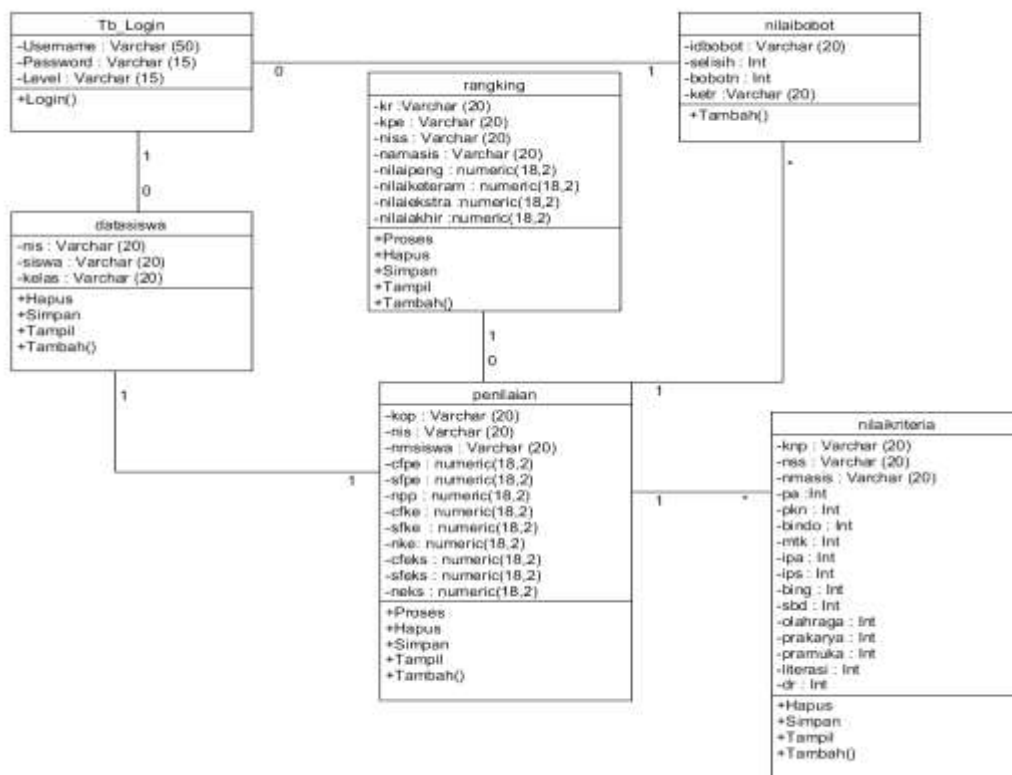 Tb_Login
-Username : Varchar (50)
-Password : Varchar (15)
-Level : Varchar (15)
+Login()
0
1
nilaibobot
-idbobot : Varchar (20)
-selisih : Int
-bobotn : Int
-ketr :Varchar (20)
+Tambah()
rangking
-kr :Varchar (20)
-kpe : Varchar (20)
-niss : Varchar (20)
-namasis : Varchar (20)
-nilaipeng : numeric(18,2)
-nilaiketeram : numeric(18,2)
-nilaiekstra :numeric(18,2)
-nilaiakhir :numeric(18,2)
+Proses
+Hapus
+Simpan
+Tampil
+Tambah()
1
0
*
datasiswa
-nis : Varchar (20)
-siswa : Varchar (20)
-kelas : Varchar (20)
+Hapus
+Simpan
+Tampil
+Tambah()
1
0
1
1
1
penilaian
-kop : Varchar (20)
-nis : Varchar (20)
-nmsiswa : Varchar (20)
-cfpe : numeric(18,2)
-sfpe : numeric(18,2)
-npp : numeric(18,2)
-cfke : numeric(18,2)
-sfke : numeric(18,2)
-nke: numeric(18,2)
-cfeks : numeric(18,2)
-sfeks : numeric(18,2)
-neks : numeric(18,2)
+Proses
+Hapus
+Simpan
+Tampil
+Tambah()
1
*
nilaikriteria
-knp : Varchar (20)
-nss : Varchar (20)
-nmasis : Varchar (20)
-pa :Int
-pkn : Int
-bindo : Int
-mtk : Int
-ipa : Int
-ips : Int
-bing : Int
-sbd : Int
-olahraga : Int
-prakarya : Int
-pramuka : Int
-literasi : Int
-dr : Int
+Hapus
+Simpan
+Tampil
+Tambah()